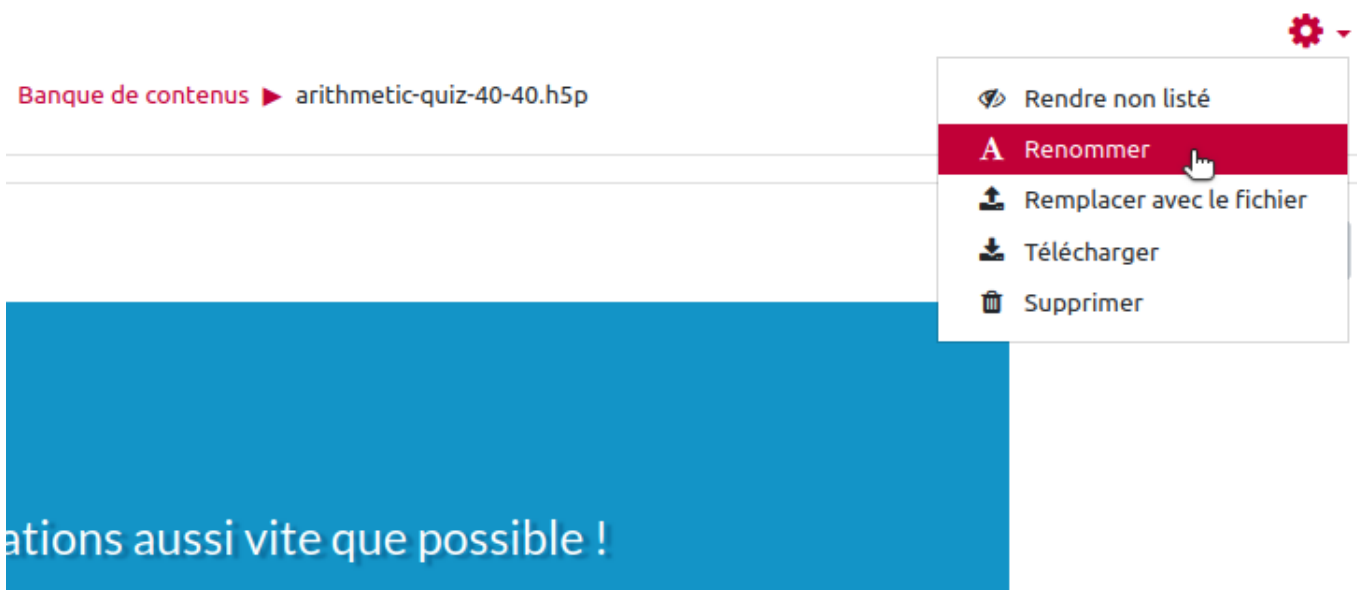 Banque de contenus ▶ arithmetic-quiz-40-40.h5p
Rendre non listé
A Renommer
Remplacer avec le fichier
Télécharger
Supprimer
ations aussi vite que possible !